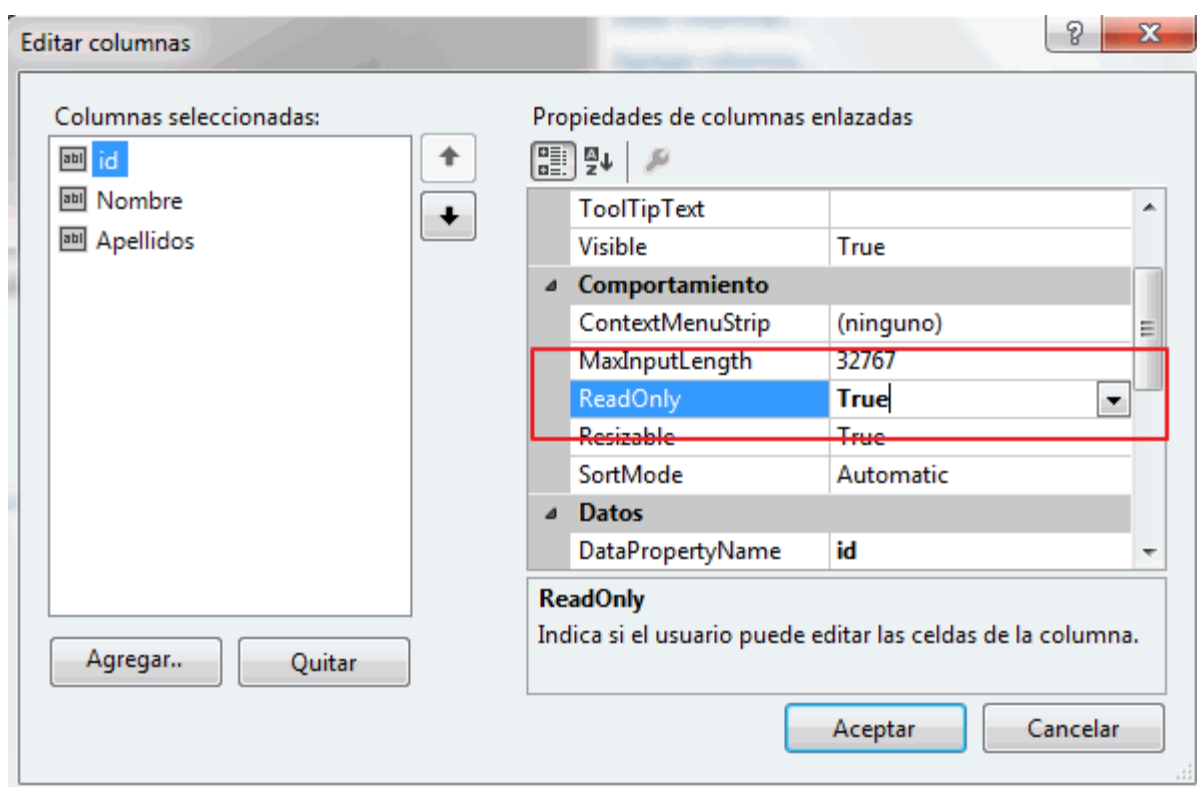 Editar columnas
Columnas seleccionadas:
id
Nombre
Apellidos
Agregar..
Quitar
Propiedades de columnas enlazadas
ToolTipText
Visible True
Comportamiento
ContextMenuStrip (ninguno)
MaxInputLength 32767
ReadOnly True
Resizable True
SortMode Automatic
Datos
DataPropertyName id
ReadOnly
Indica si el usuario puede editar las celdas de la columna.
Aceptar
Cancelar